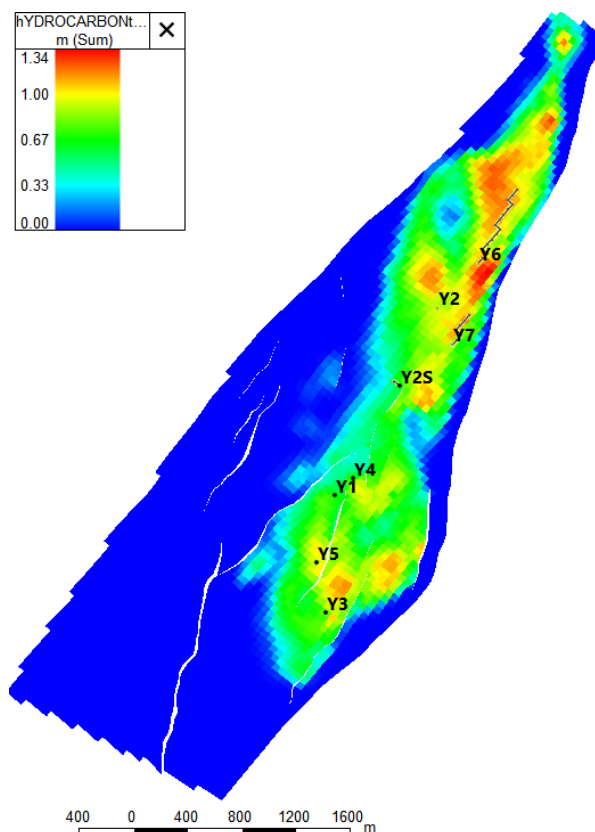 hYDROCARBONt...
m (Sum)
1.34
1.00
0.67
0.33
0.00
Y6
Y2
Y7
Y2S
Y4
Y1
Y5
Y3
400 0 400 800 1200 1600
m